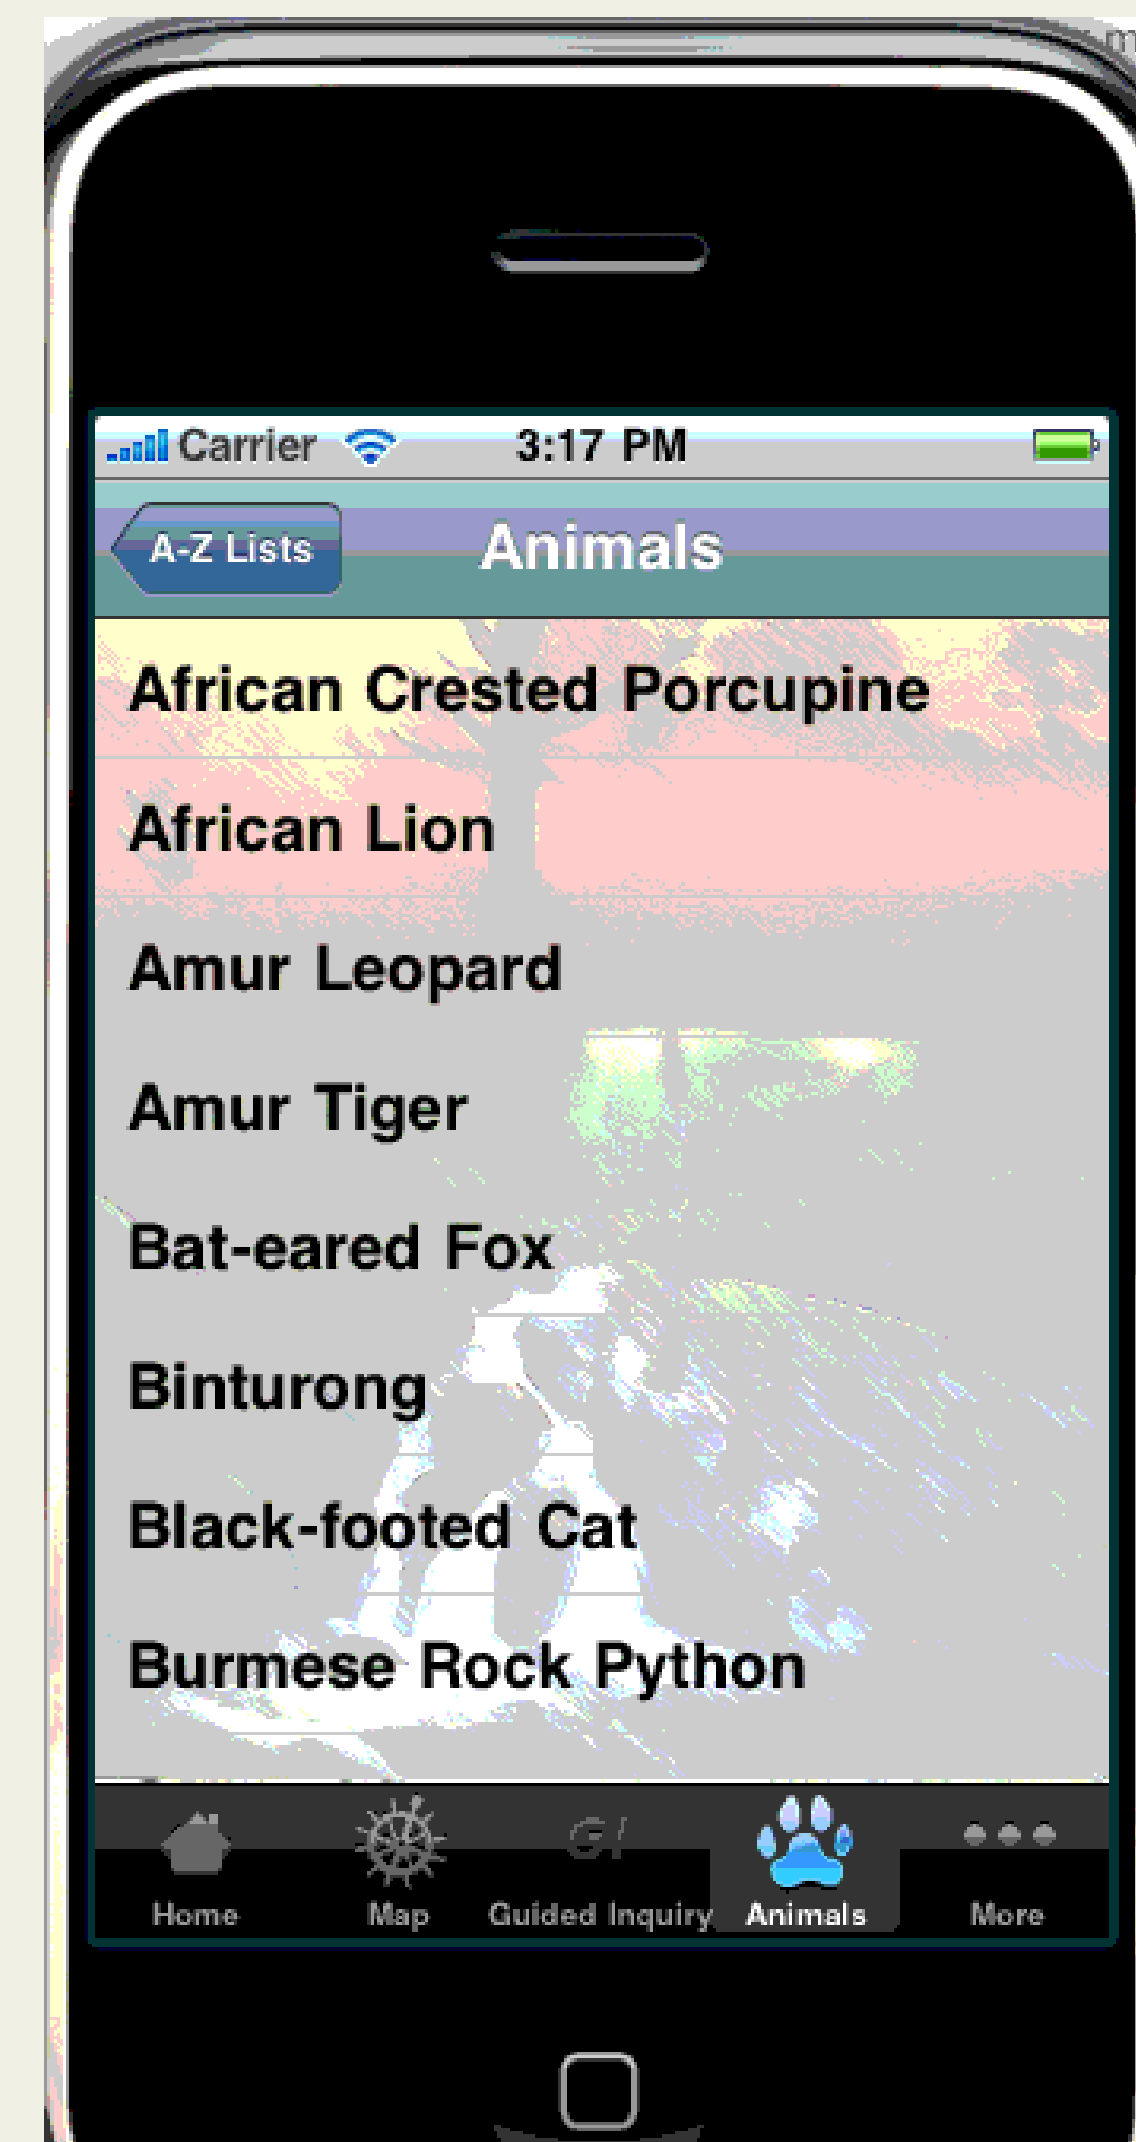 Carrier 3:17 PM
A-Z Lists Animals
African Crested Porcupine
African Lion
Amur Leopard
Amur Tiger
Bat-eared Fox
Binturong
Black-footed Cat
Burmese Rock Python
GI
Home Map Guided Inquiry Animals More